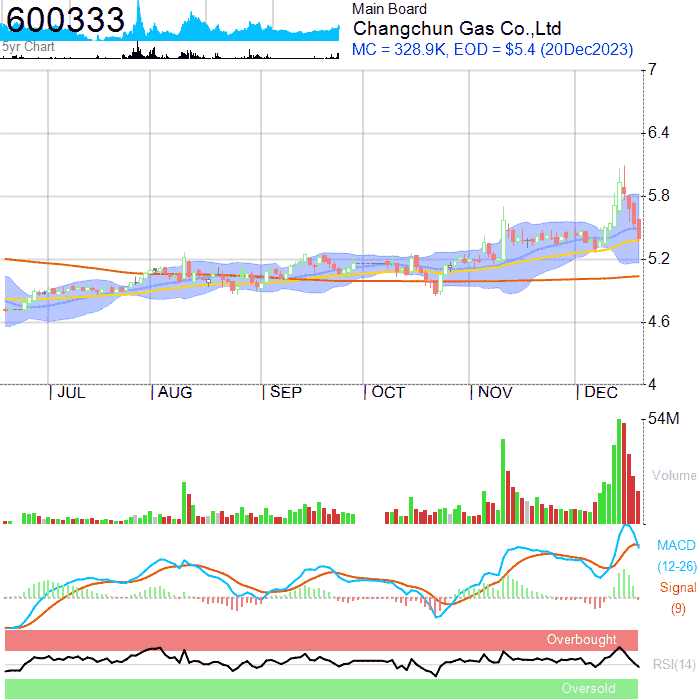 600333
5yr Chart
Main Board
Changchun Gas Co.,Ltd
MC = 328.9K, EOD = $5.4 (20Dec2023)
7
6.4
5.8
5.2
4.6
4
JUL AUG SEP OCT NOV DEC
54M
Volume
MACD
(12-26)
Signal
(9)
Overbought
RSI(14)
Oversold